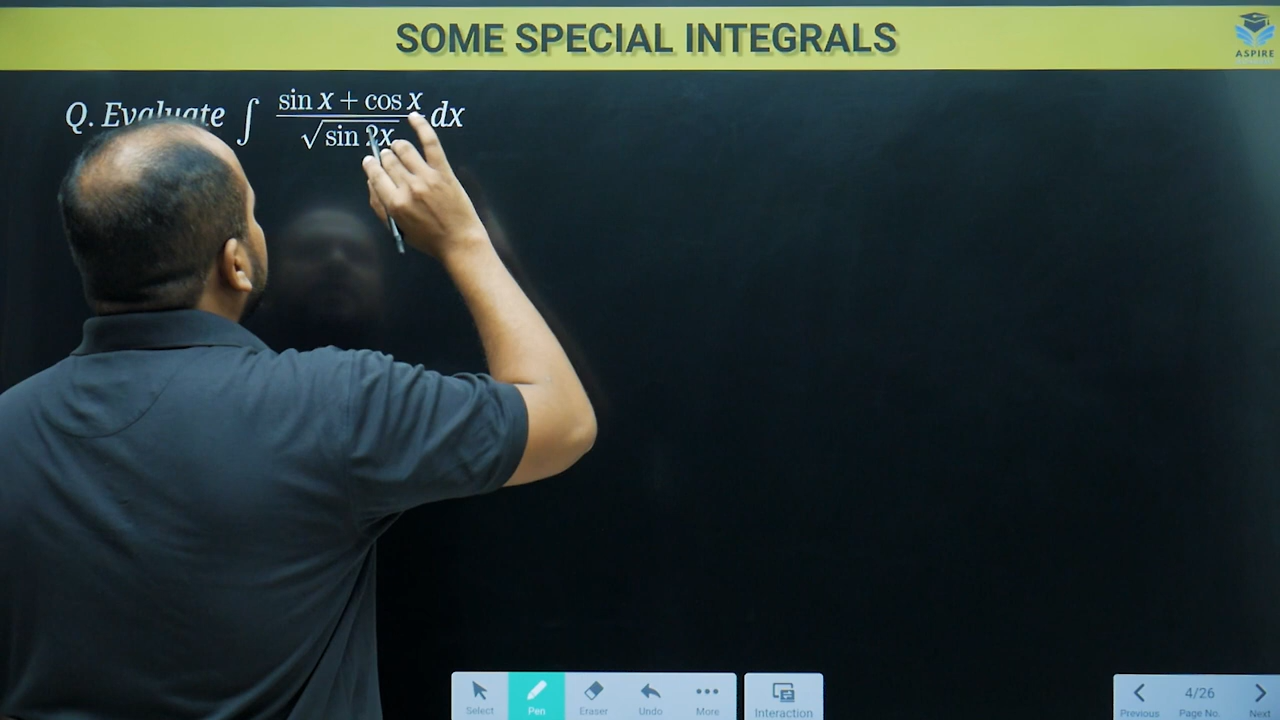 SOME SPECIAL INTEGRALS
ASPIRE
Q. Evaluate ∫ (sin x + cos x)/√(sin 2x) dx
Select
Pen
Eraser
Undo
More
Interaction
4/26
Previous
Page No.
Next